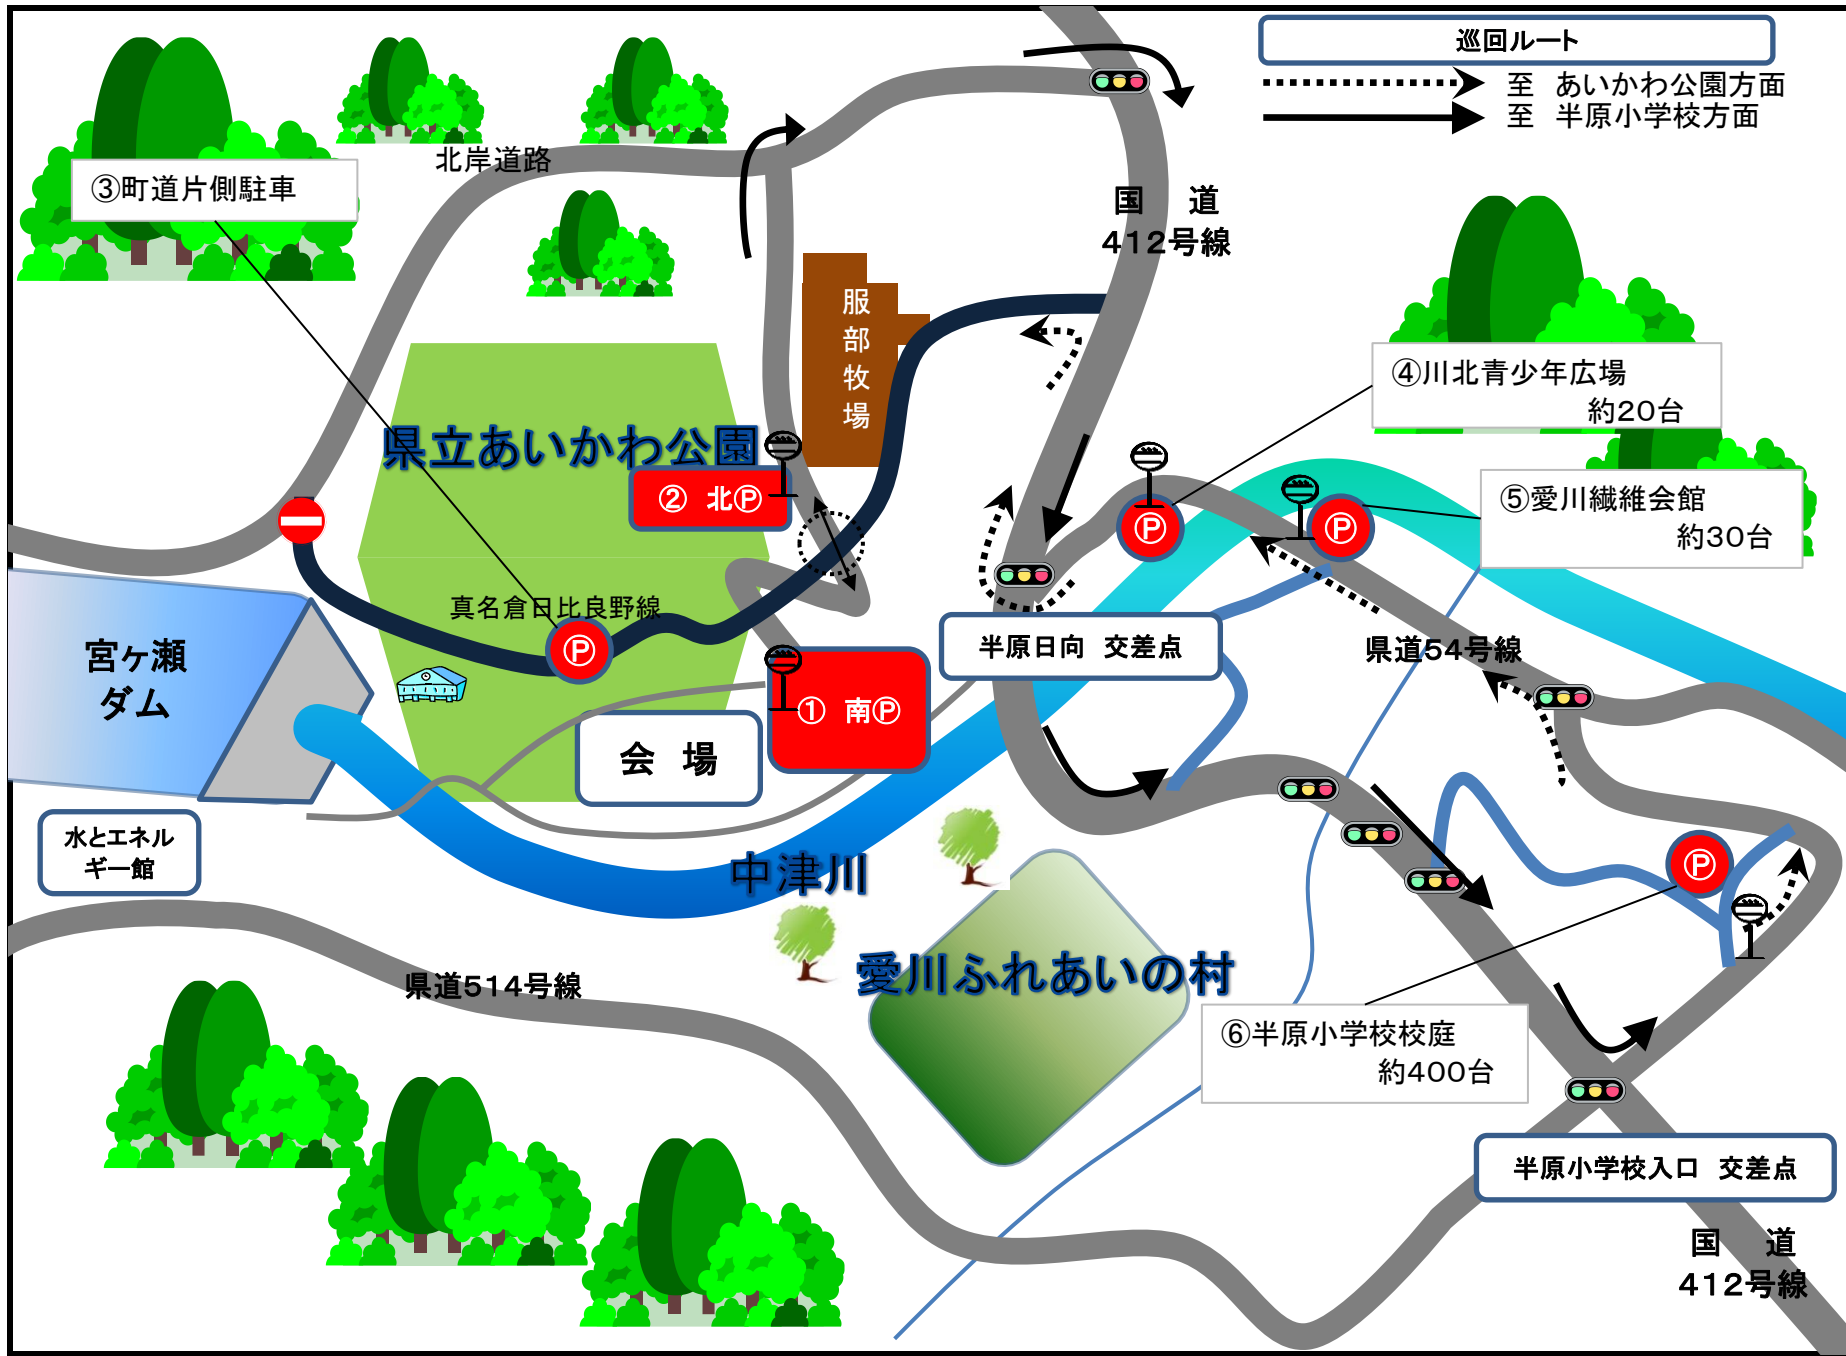 巡回ルート
至　あいかわ公園方面
至　半原小学校方面
北岸道路
③町道片側駐車
国　道
412号線
服部牧場
④川北青少年広場
約20台
県立あいかわ公園
②　北Ⓟ
⑤愛川繊維会館
約30台
Ⓟ
Ⓟ
真名倉日比良野線
Ⓟ
半原日向　交差点
県道54号線
宮ヶ瀬
ダム
①　南Ⓟ
会　場
水とエネル
ギー館
中津川
Ⓟ
愛川ふれあいの村
県道514号線
⑥半原小学校校庭
約400台
半原小学校入口　交差点
国　道
412号線